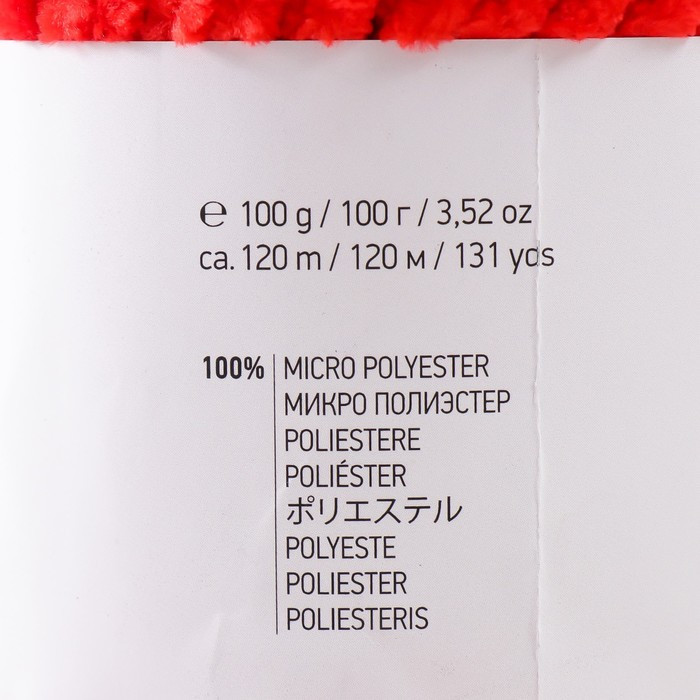 ℮ 100 g / 100 г / 3,52 oz
ca. 120 m / 120 м / 131 yds
100% MICRO POLYESTER
МИКРО ПОЛИЭСТЕР
POLIESTERE
POLIÉSTER
ポリエステル
POLYESTE
POLIESTER
POLIESTERIS